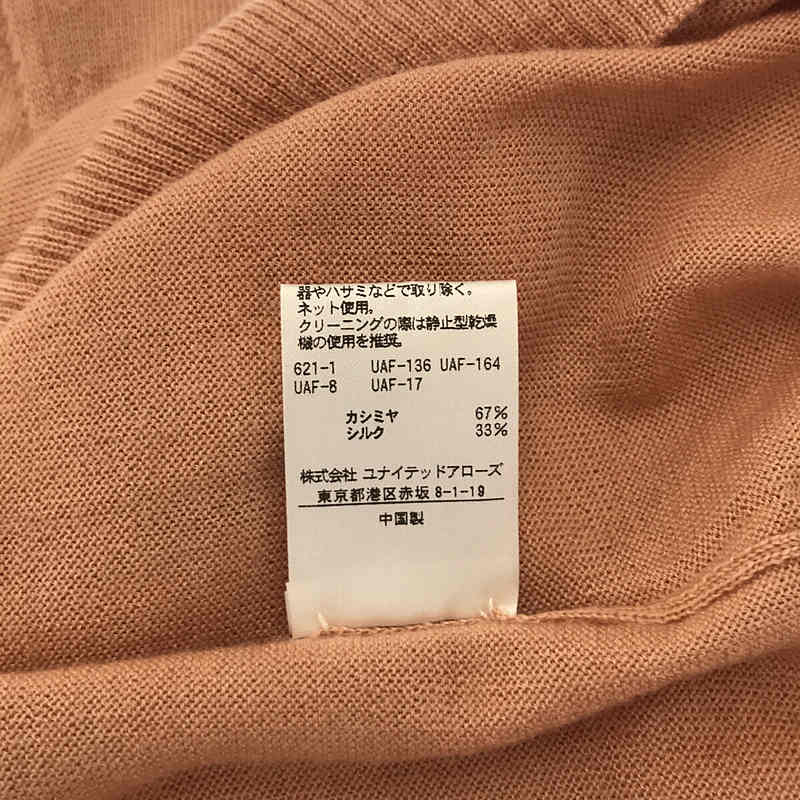 器やハサミなどで取り除く。
ネット使用。
クリーニングの際は静止型乾燥
機の使用を推奨。
621-1 UAF-136 UAF-164
UAF-8 UAF-17
カシミヤ 67%
シルク 33%
株式会社 ユナイテッドアローズ
東京都港区赤坂 8-1-19
中国製